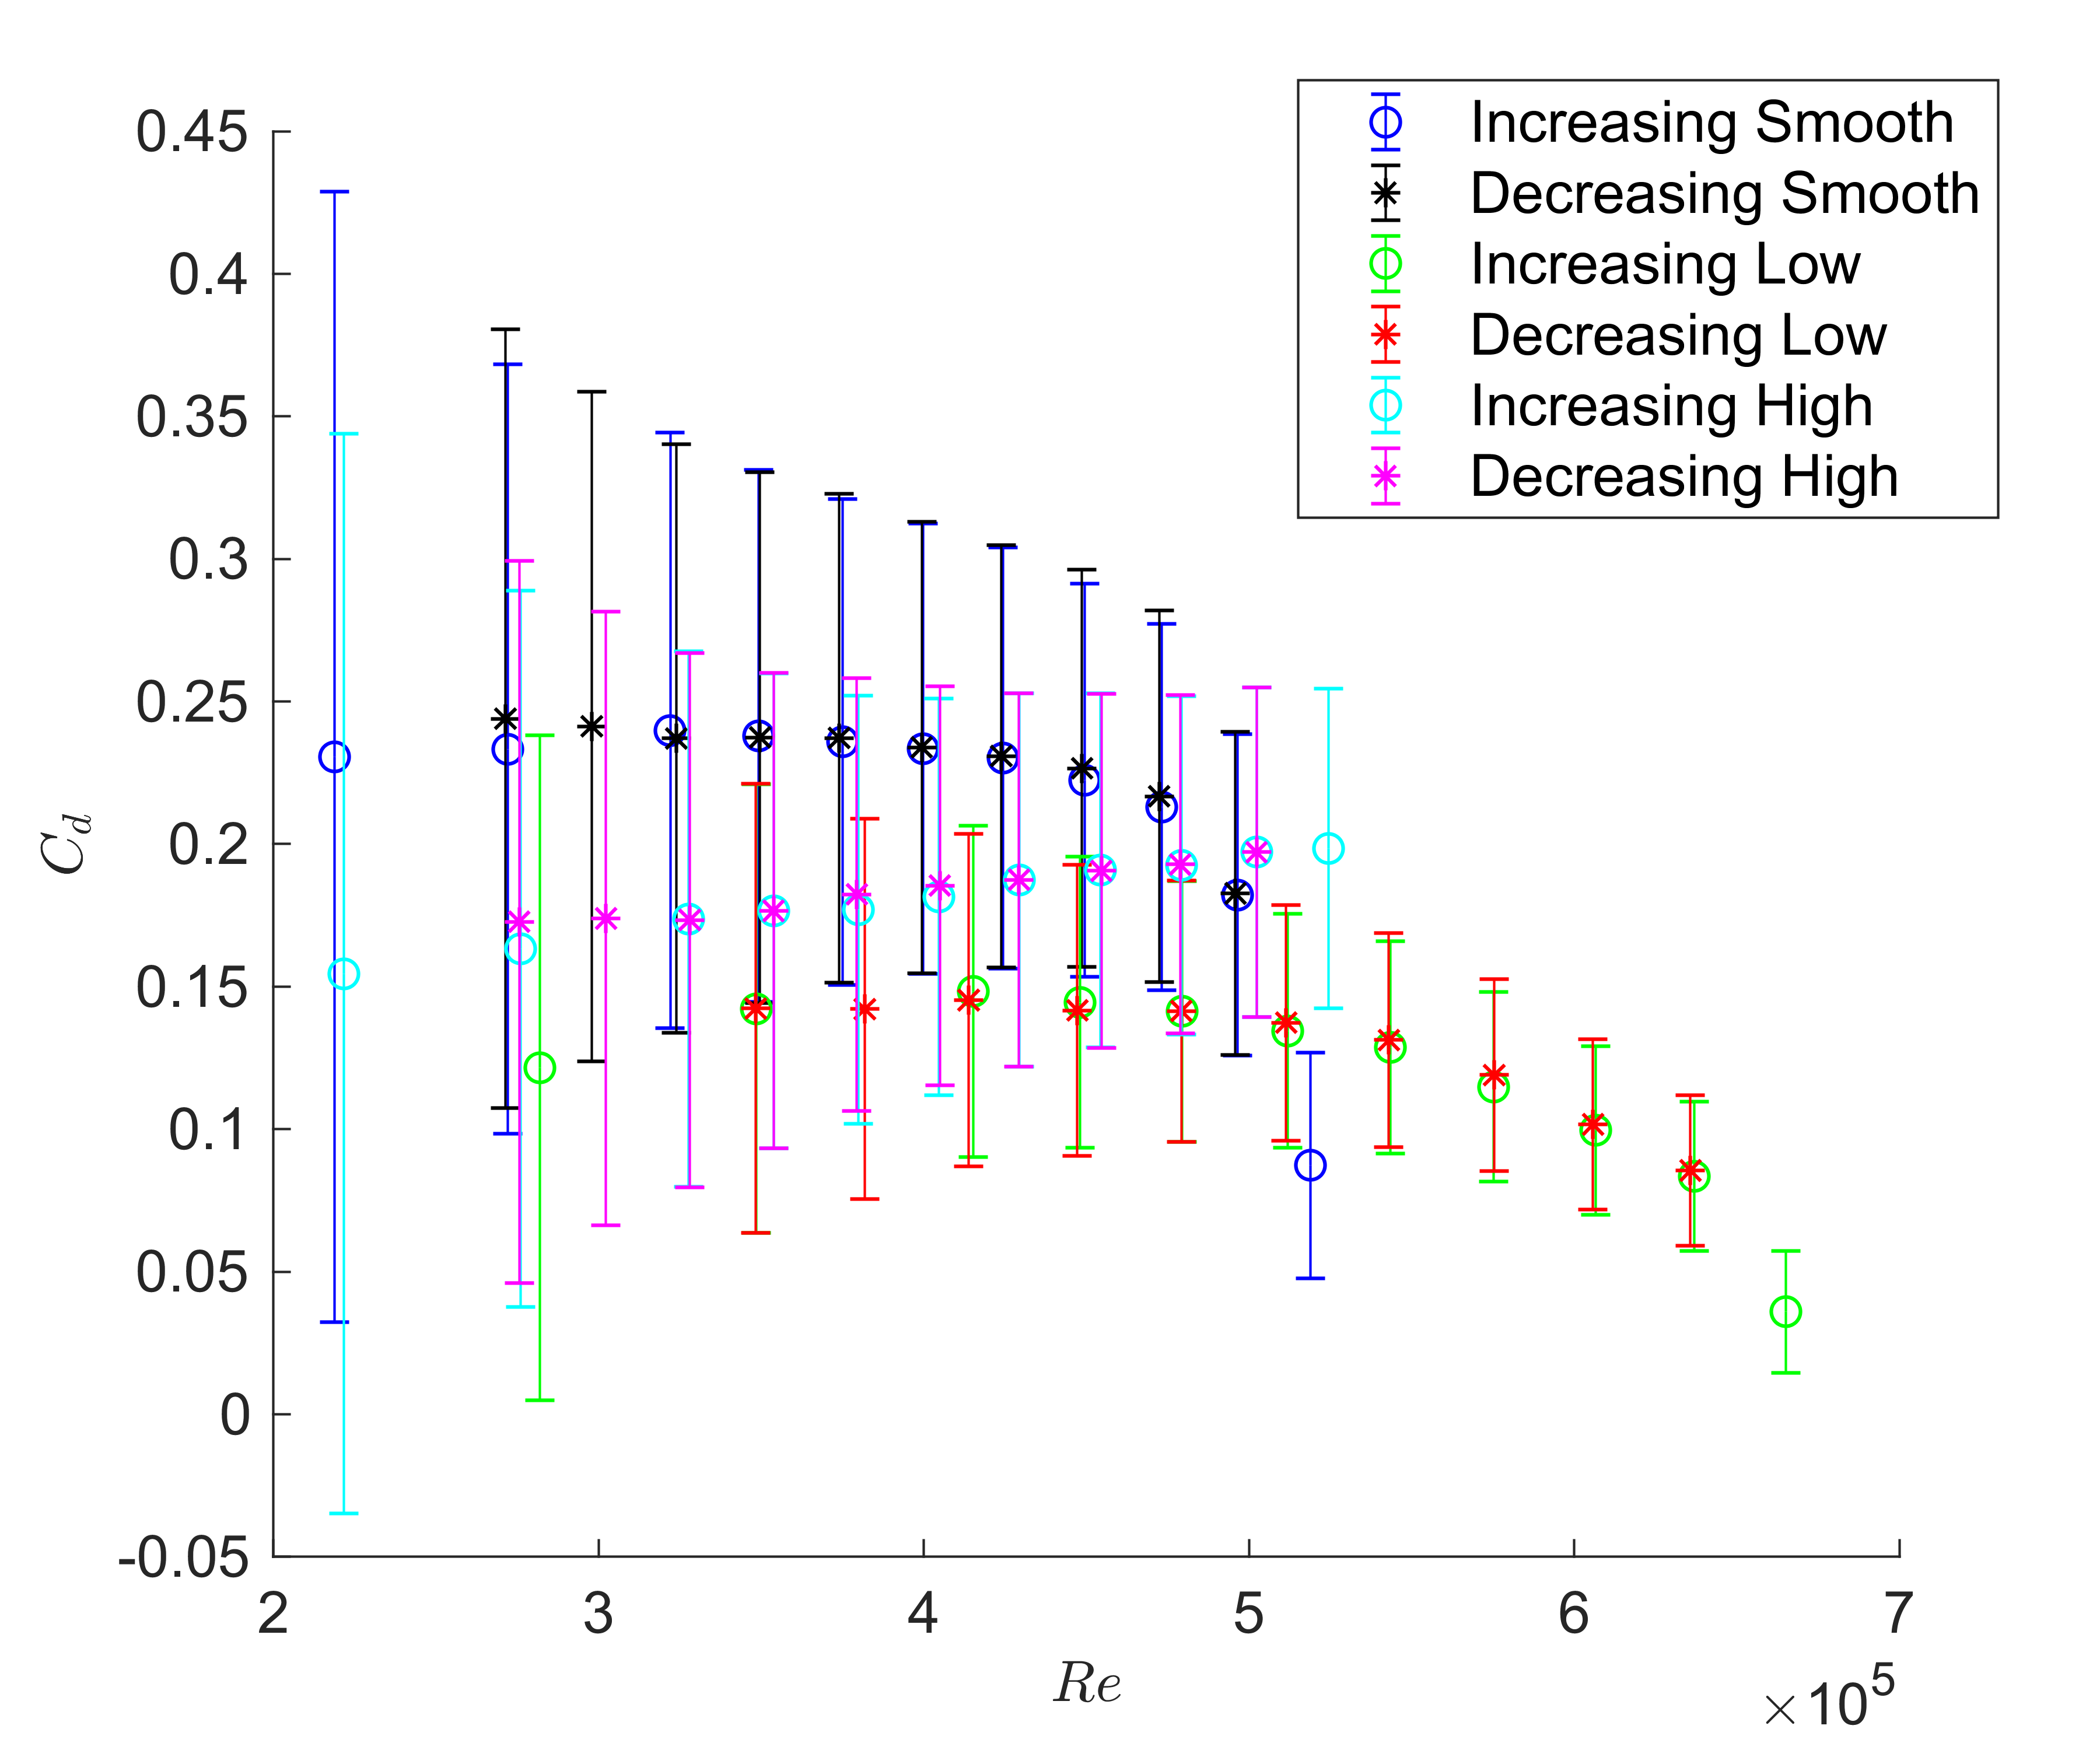 Increasing Smooth
Decreasing Smooth
Increasing Low
Decreasing Low
Increasing High
Decreasing High
0.45
0.4
0.35
0.3
0.25
0.2
0.15
0.1
0.05
0
-0.05
C_d
2 3 4 5 6 7
Re
×10^5